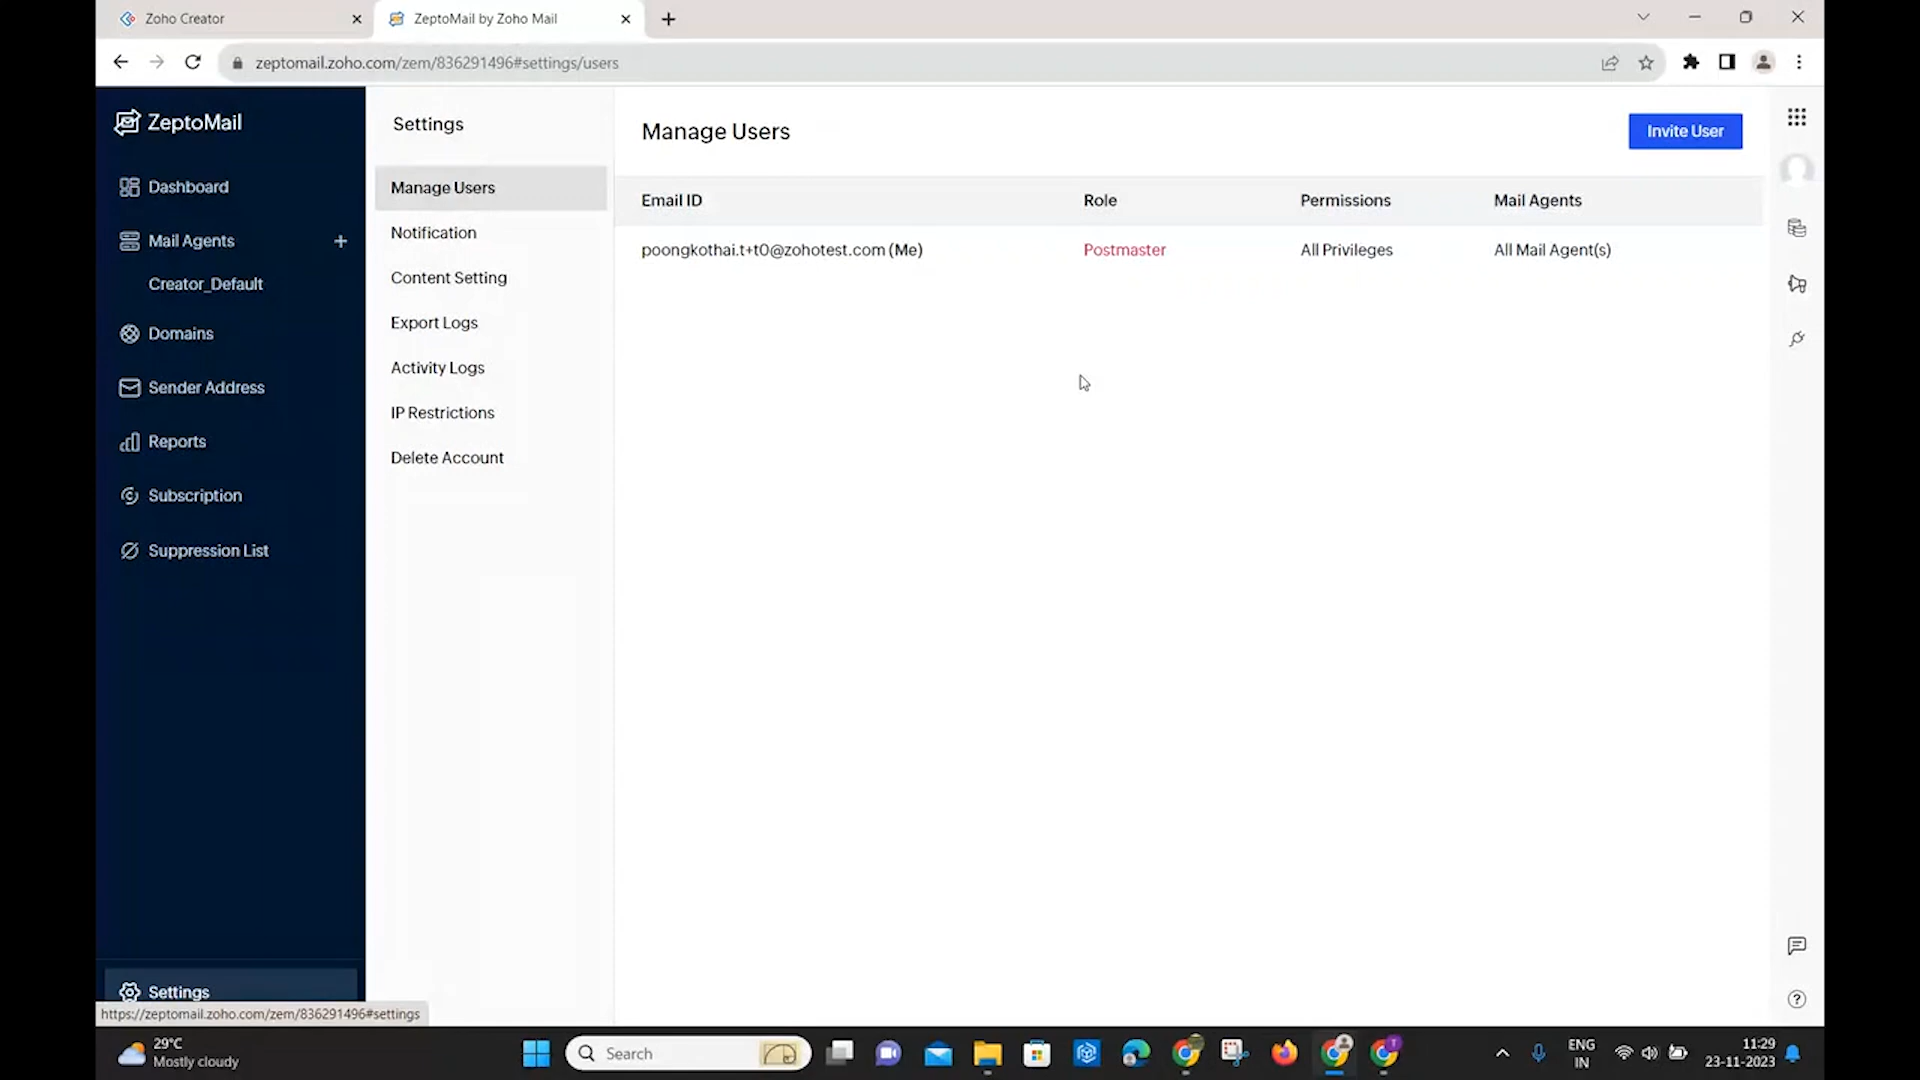 Zoho Creator
ZeptoMail by Zoho Mail
zeptomail.zoho.com/zem/836291496#settings/users
ZeptoMail
Dashboard
Mail Agents
Creator_Default
Domains
Sender Address
Reports
Subscription
Suppression List
Settings
https://zeptomail.zoho.com/zem/836291496#settings
Settings
Manage Users
Notification
Content Setting
Export Logs
Activity Logs
IP Restrictions
Delete Account
Manage Users
Invite User
Email ID Role Permissions Mail Agents
poongkothai.t+t0@zohotest.com (Me) Postmaster All Privileges All Mail Agent(s)
29°C
Mostly cloudy
Search
T
ENG
IN
11:29
23-11-2023